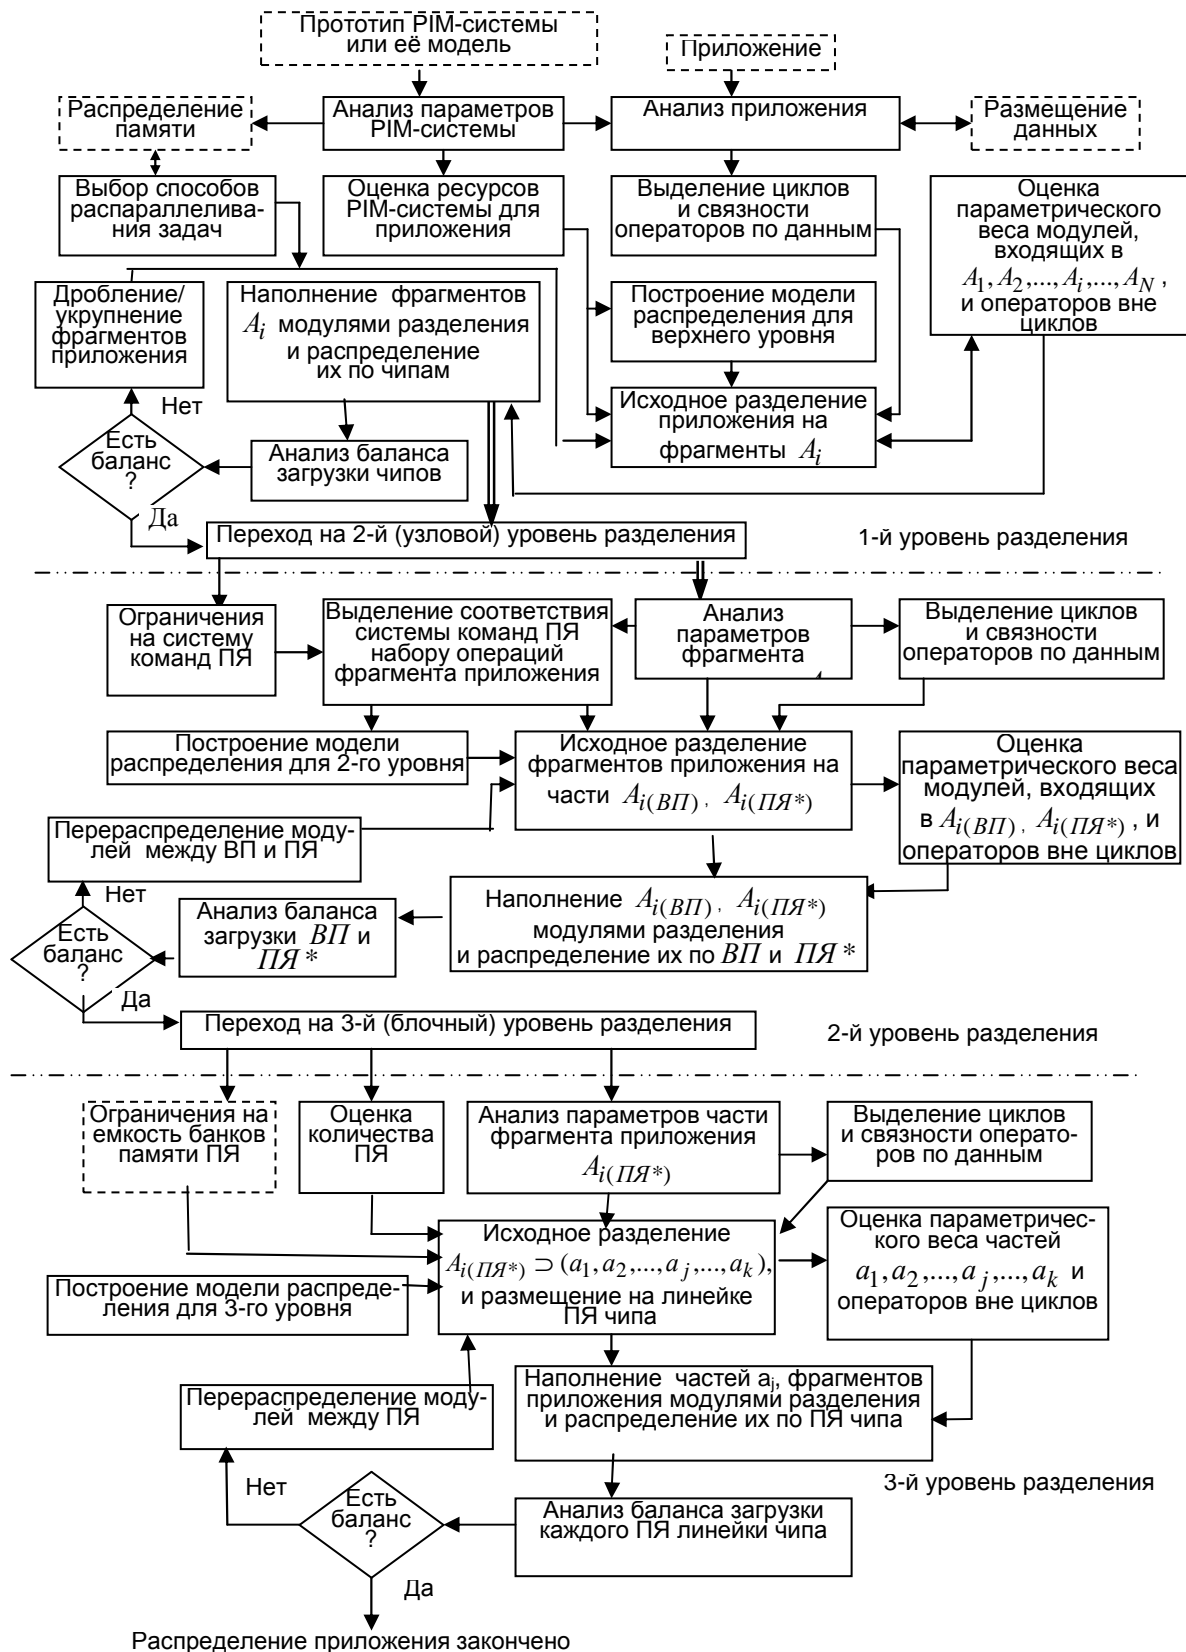 Прототип PIM-системы
или её модель
Приложение
Распределение
памяти
Анализ параметров
PIM-системы
Анализ приложения
Размещение
данных
Выбор способов
распараллелива-
ния задач
Оценка ресурсов
PIM-системы для
приложения
Выделение циклов
и связности
операторов по данным
Оценка
параметрического
веса модулей,
входящих в
A₁, A₂,..., Aᵢ,..., A_N ,
и операторов вне
циклов
Дробление/
укрупнение
фрагментов
приложения
Наполнение фрагментов
Aᵢ модулями разделения
и распределение
их по чипам
Построение модели
распределения для
верхнего уровня
Исходное разделение
приложения на
фрагменты Aᵢ
Нет
Есть
баланс
?
Анализ баланса
загрузки чипов
Да
Переход на 2-й (узловой) уровень разделения
1-й уровень разделения
Ограничения
на систему
команд ПЯ
Выделение соответствия
системы команд ПЯ
набору операций
фрагмента приложения
Анализ
параметров
фрагмента
Выделение циклов
и связности
операторов по данным
Построение модели
распределения для 2-го уровня
Исходное разделение
фрагментов приложения на
части A_i(ВП), A_i(ПЯ*)
Оценка
параметрического веса
модулей, входящих
в A_i(ВП), A_i(ПЯ*) , и
операторов вне циклов
Перераспределение моду-
лей между ВП и ПЯ
Нет
Есть
баланс
?
Анализ баланса
загрузки ВП и
ПЯ *
Наполнение A_i(ВП), A_i(ПЯ*)
модулями разделения
и распределение их по ВП и ПЯ *
Да
Переход на 3-й (блочный) уровень разделения
2-й уровень разделения
Ограничения на
емкость банков
памяти ПЯ
Оценка
количества
ПЯ
Анализ параметров части
фрагмента приложения
A_i(ПЯ*)
Выделение циклов
и связности операто-
ров по данным
Исходное разделение
A_i(ПЯ*) ⊃ (a₁, a₂,..., aⱼ,..., aₖ),
и размещение на линейке
ПЯ чипа
Оценка параметричес-
кого веса частей
a₁, a₂,..., aⱼ,..., aₖ и
операторов вне циклов
Построение модели распреде-
ления для 3-го уровня
Перераспределение моду-
лей между ПЯ
Наполнение частей aⱼ, фрагментов
приложения модулями разделения
и распределение их по ПЯ чипа
Нет
Есть
баланс
?
Анализ баланса загрузки
каждого ПЯ линейки чипа
3-й уровень разделения
Да
Распределение приложения закончено